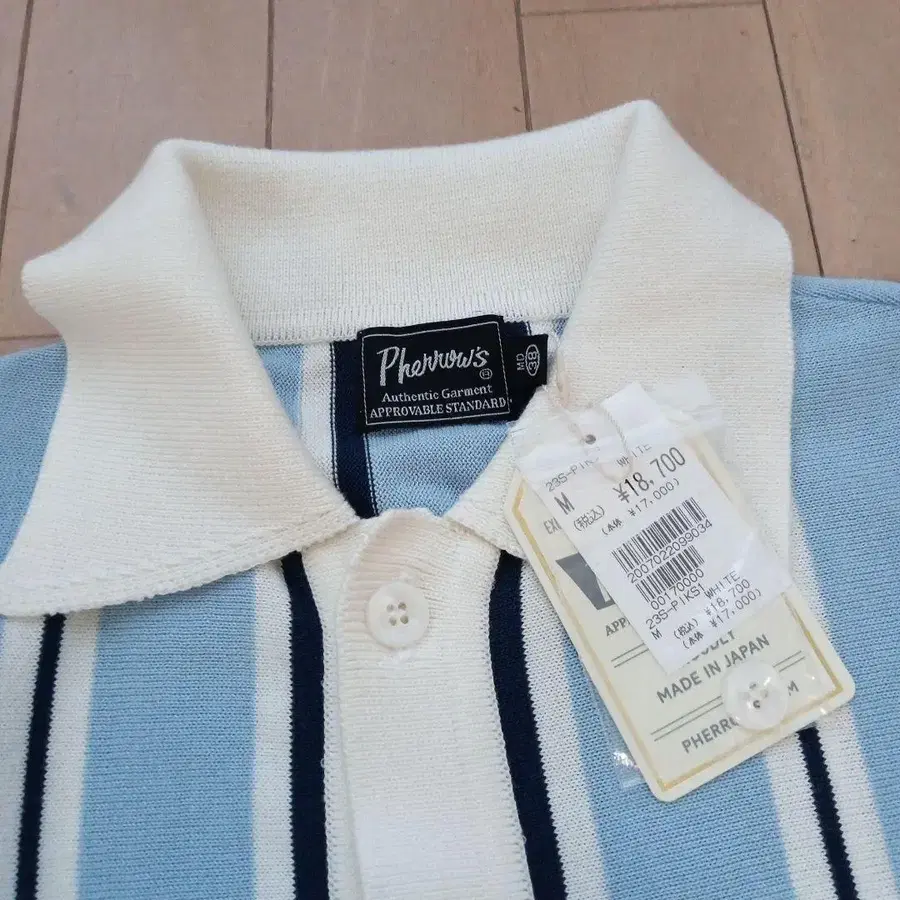 Pherrow's
®
Authentic Garment
APPROVABLE STANDARD
MD
38
23S-PIKS1 WHITE
M (税込) ¥18,700
(本体 ¥17,000)
2007022099034
00170000
23S-PIKS1 WHITE
M (税込) ¥18,700
(本体 ¥17,000)
MADE IN JAPAN